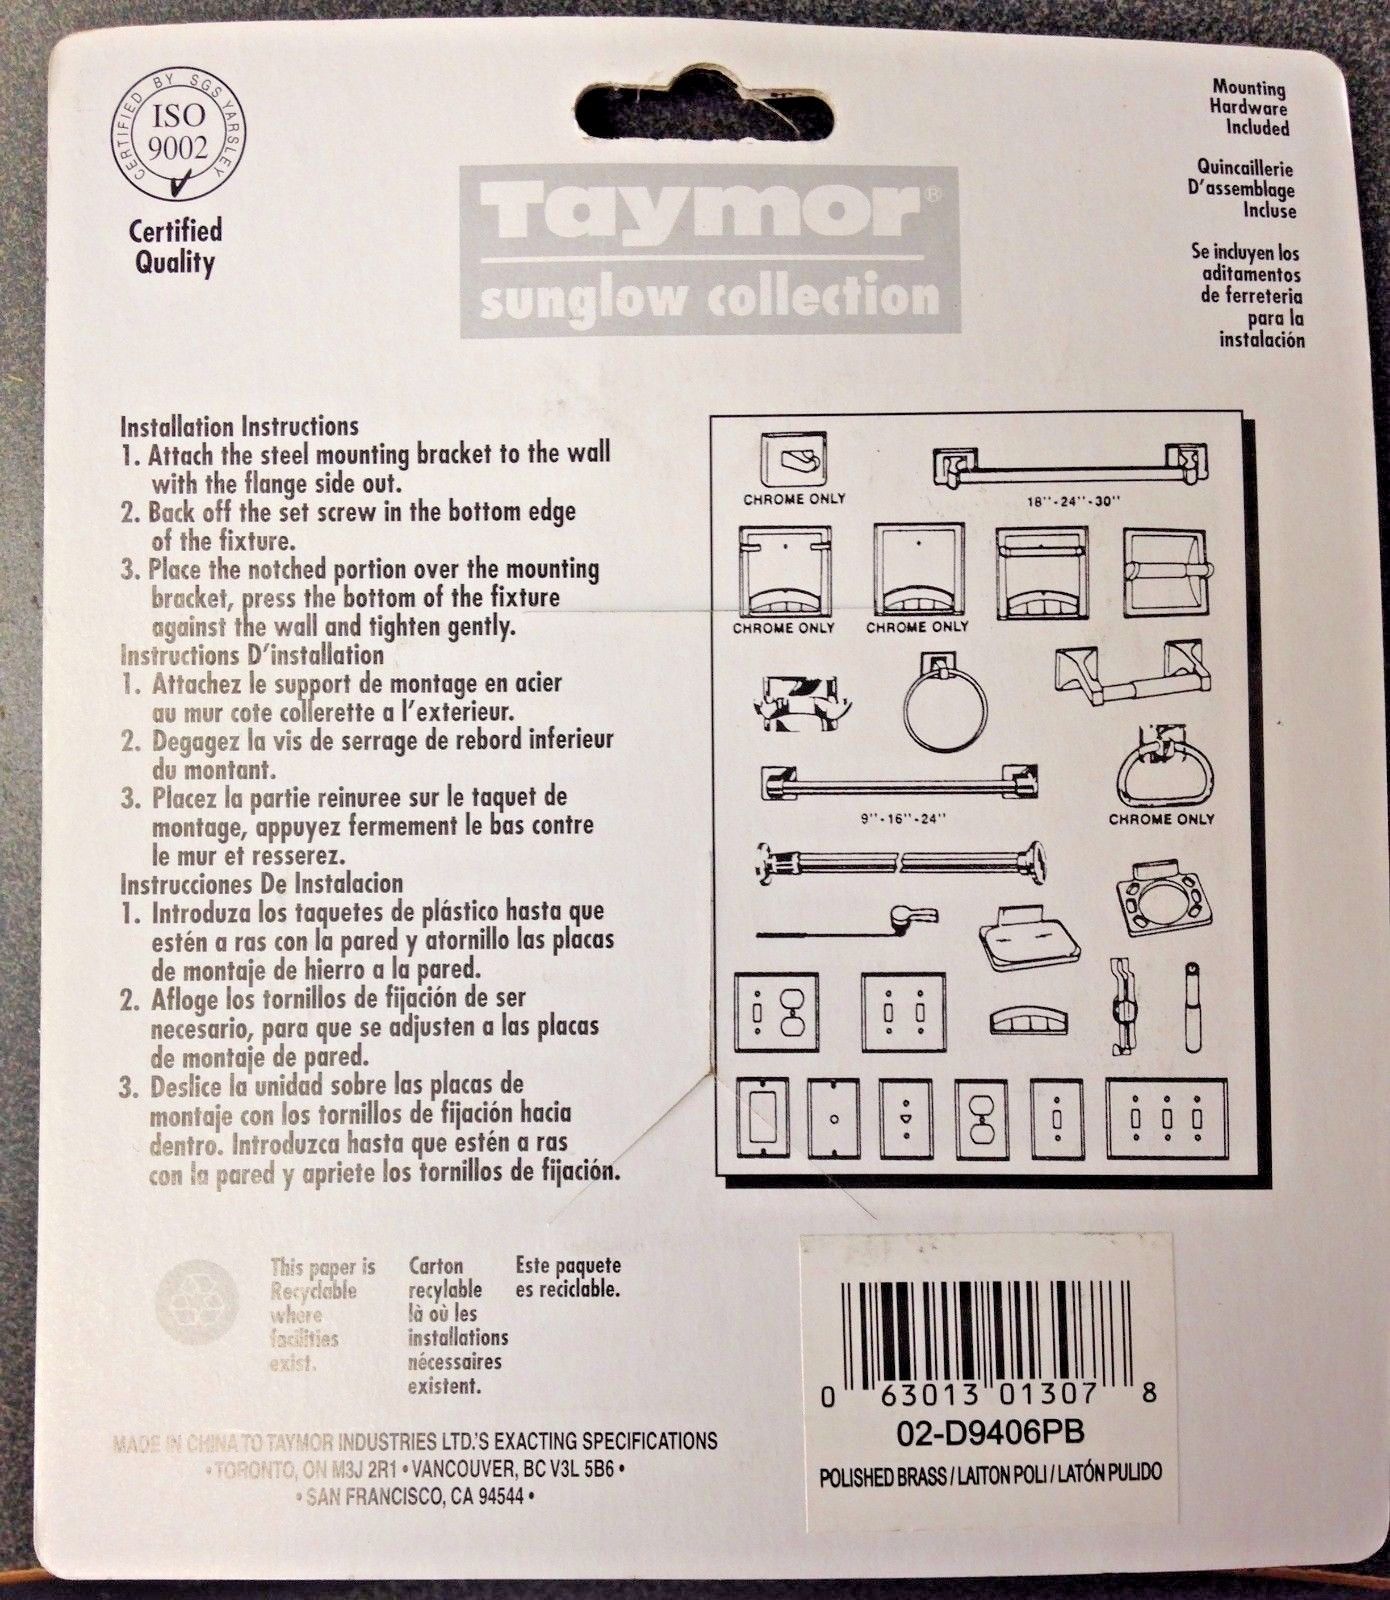 CERTIFIED BY SGS YARSLEY
ISO
9002
Certified
Quality
Taymor®
sunglow collection
Mounting
Hardware
Included
Quincaillerie
D'assemblage
Incluse
Se incluyen los
aditamentos
de ferreteria
para la
instalación
Installation Instructions
1. Attach the steel mounting bracket to the wall
with the flange side out.
2. Back off the set screw in the bottom edge
of the fixture.
3. Place the notched portion over the mounting
bracket, press the bottom of the fixture
against the wall and tighten gently.
Instructions D'installation
1. Attachez le support de montage en acier
au mur cote collerette a l'exterieur.
2. Degagez la vis de serrage de rebord inferieur
du montant.
3. Placez la partie reinuree sur le taquet de
montage, appuyez fermement le bas contre
le mur et resserez.
Instrucciones De Instalacion
1. Introduza los taquetes de plástico hasta que
estén a ras con la pared y atornillo las placas
de montaje de hierro a la pared.
2. Afloge los tornillos de fijación de ser
necesario, para que se adjusten a las placas
de montaje de pared.
3. Deslice la unidad sobre las placas de
montaje con los tornillos de fijación hacia
dentro. Introduzca hasta que estén a ras
con la pared y apriete los tornillos de fijación.
CHROME ONLY
18"-24"-30"
CHROME ONLY
CHROME ONLY
9"-16"-24"
CHROME ONLY
This paper is
Recyclable
where
facilities
exist.
Carton
recylable
là où les
installations
nécessaires
existent.
Este paquete
es reciclable.
MADE IN CHINA TO TAYMOR INDUSTRIES LTD.'S EXACTING SPECIFICATIONS
• TORONTO, ON M3J 2R1 • VANCOUVER, BC V3L 5B6 •
• SAN FRANCISCO, CA 94544 •
0 63013 01307 8
02-D9406PB
POLISHED BRASS / LAITON POLI / LATÓN PULIDO